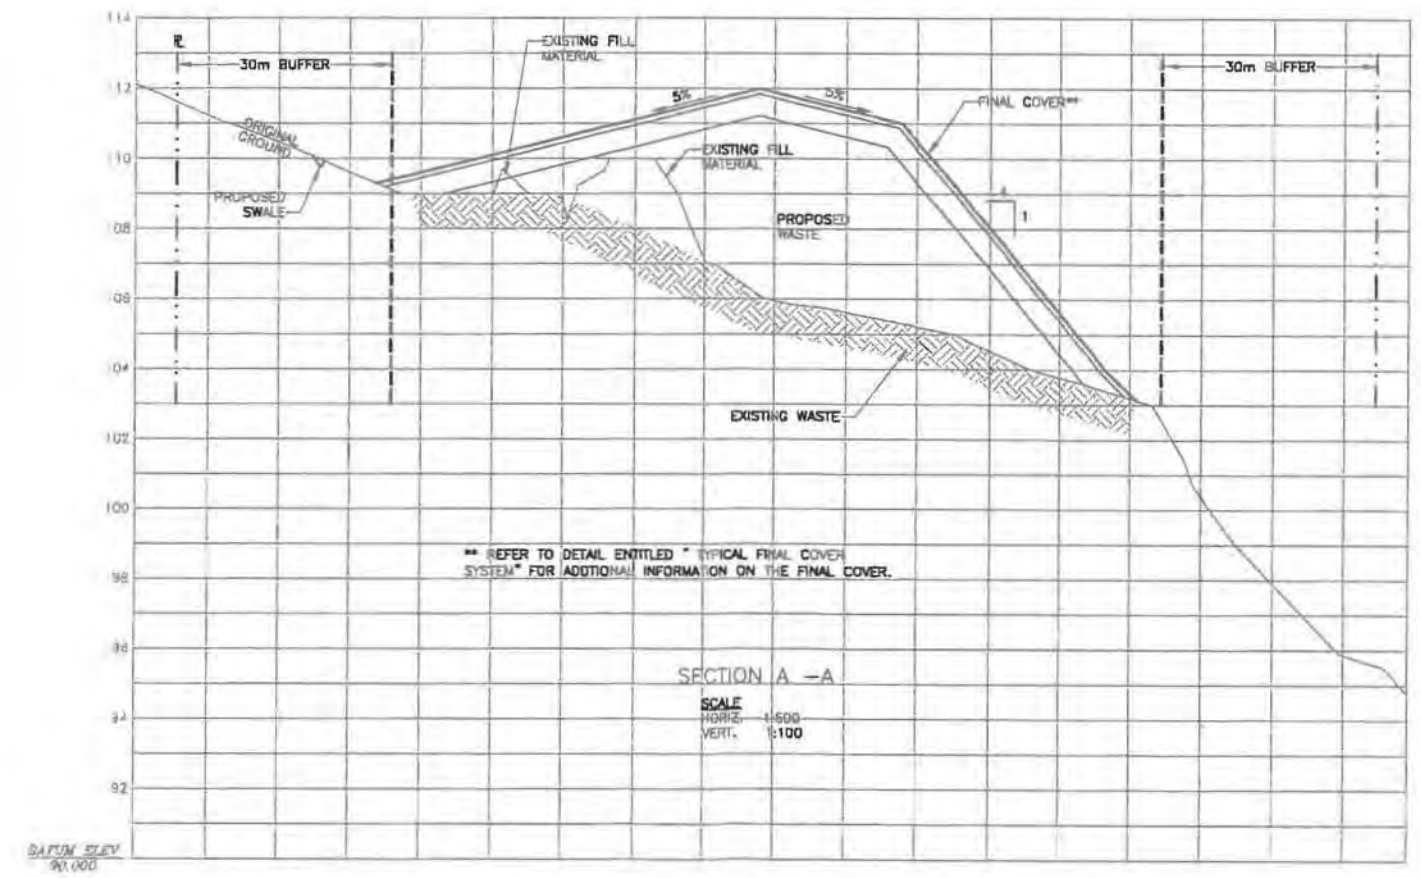 114
℄
EXISTING FILL
MATERIAL
30m BUFFER
30m BUFFER
112
5%
5%
FINAL COVER**
ORIGINAL
GROUND
110
EXISTING FILL
MATERIAL
PROPOSED
SWALE
4
1
PROPOSED
WASTE
108
106
104
EXISTING WASTE
102
100
** REFER TO DETAIL ENTITLED " TYPICAL FINAL COVER
SYSTEM" FOR ADDTIONAL INFORMATION ON THE FINAL COVER.
98
96
SECTION A -A
SCALE
HORIZ. 1:500
VERT. 1:100
94
92
DATUM ELEV
90.000